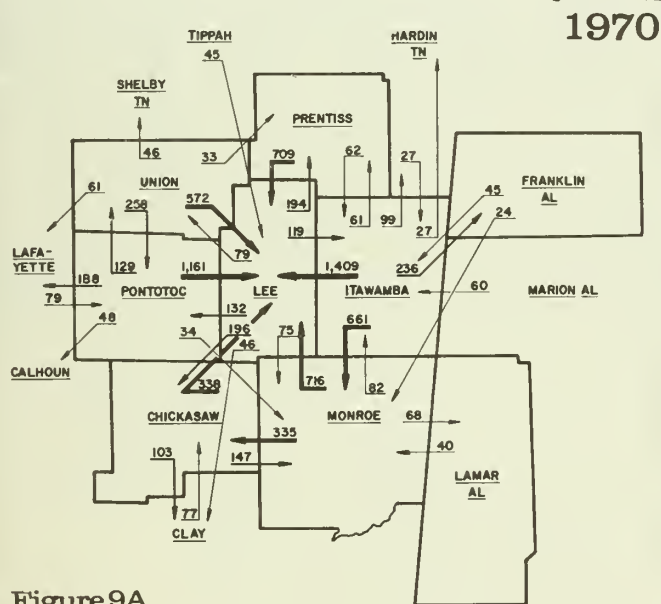 1970
TIPPAH
45
HARDIN
TN
SHELBY
TN
46
PRENTISS
33
709
62
27
61
UNION
572
194
61
99
45
FRANKLIN
AL
24
258
79
119
27
236
LAFA-
YETTE
188
129
1,161
1,409
PONTOTOC
LEE
ITAWAMBA
60
MARION AL
79
132
48
34
196
75
661
46
CALHOUN
338
716
82
CHICKASAW
MONROE
68
335
40
103
147
LAMAR
AL
77
CLAY
Figure 9A